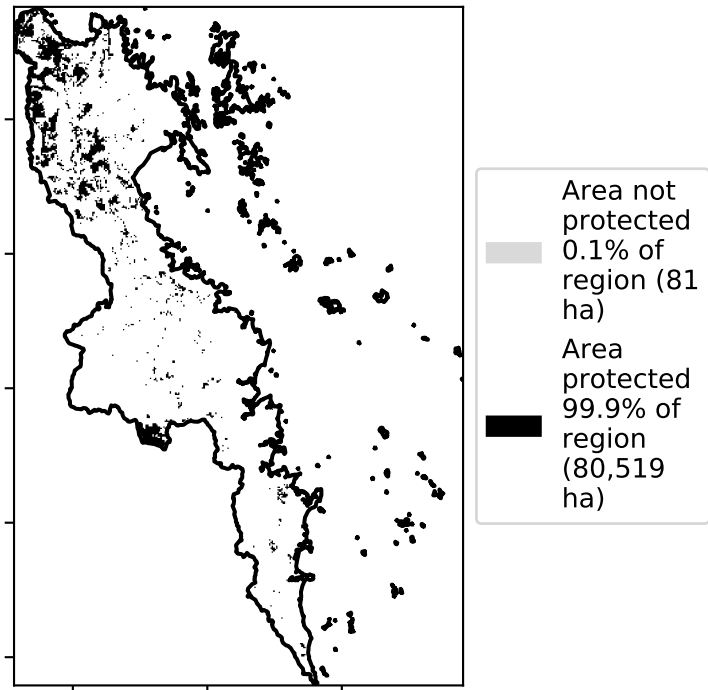 Area not
protected
0.1% of
region (81
ha)
Area
protected
99.9% of
region
(80,519
ha)